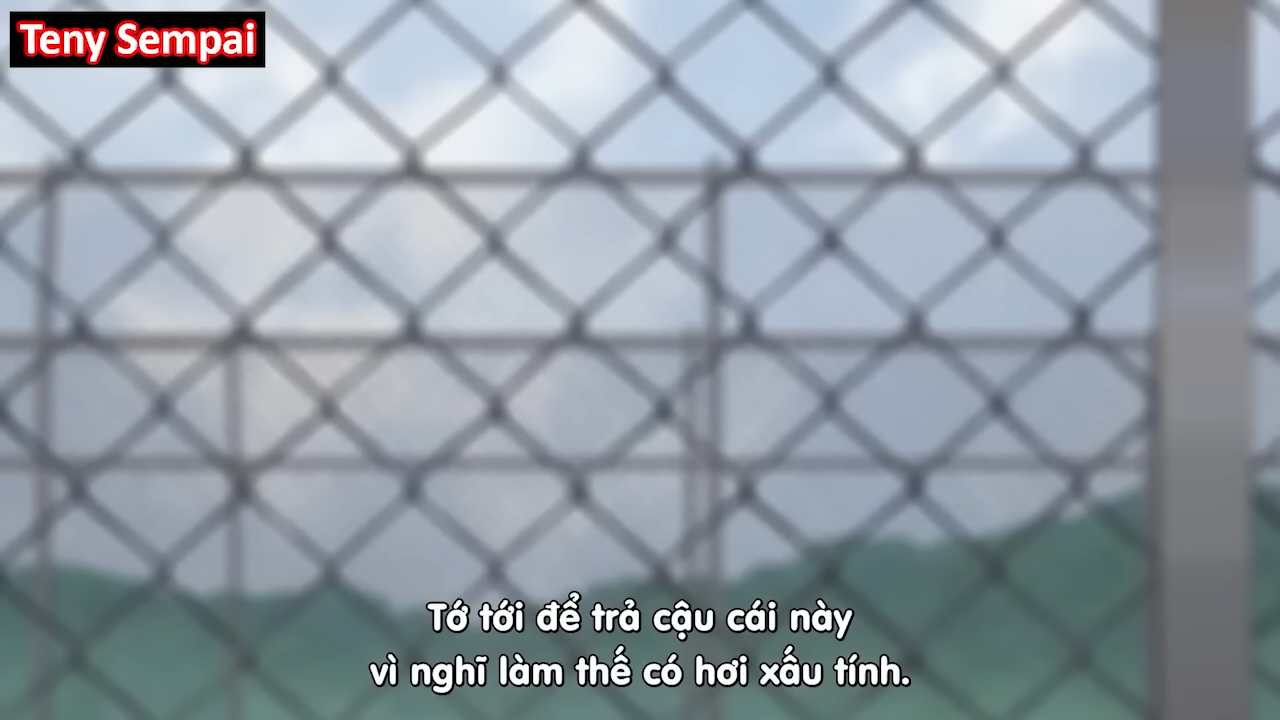 Teny Sempai
Tớ tới để trả cậu cái này
vì nghĩ làm thế có hơi xấu tính.